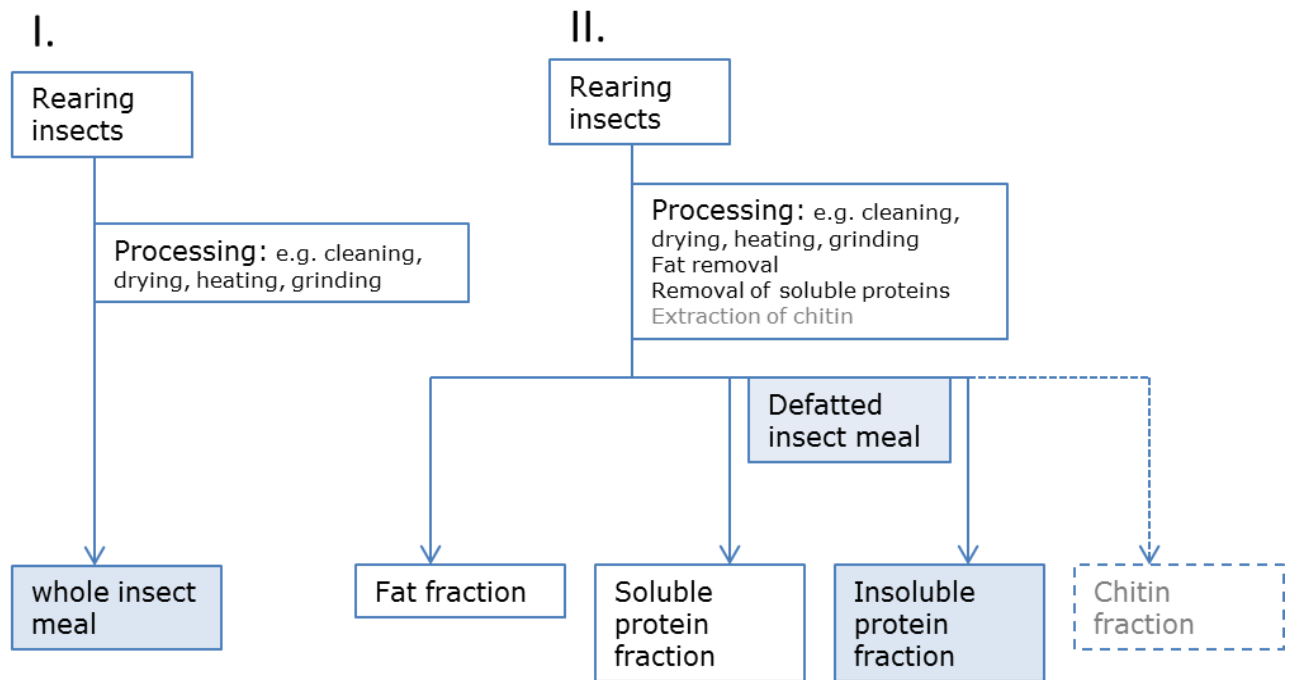 I.
Rearing
insects
Processing: e.g. cleaning,
drying, heating, grinding
whole insect
meal
II.
Rearing
insects
Processing: e.g. cleaning,
drying, heating, grinding
Fat removal
Removal of soluble proteins
Extraction of chitin
Defatted
insect meal
Fat fraction
Soluble
protein
fraction
Insoluble
protein
fraction
Chitin
fraction